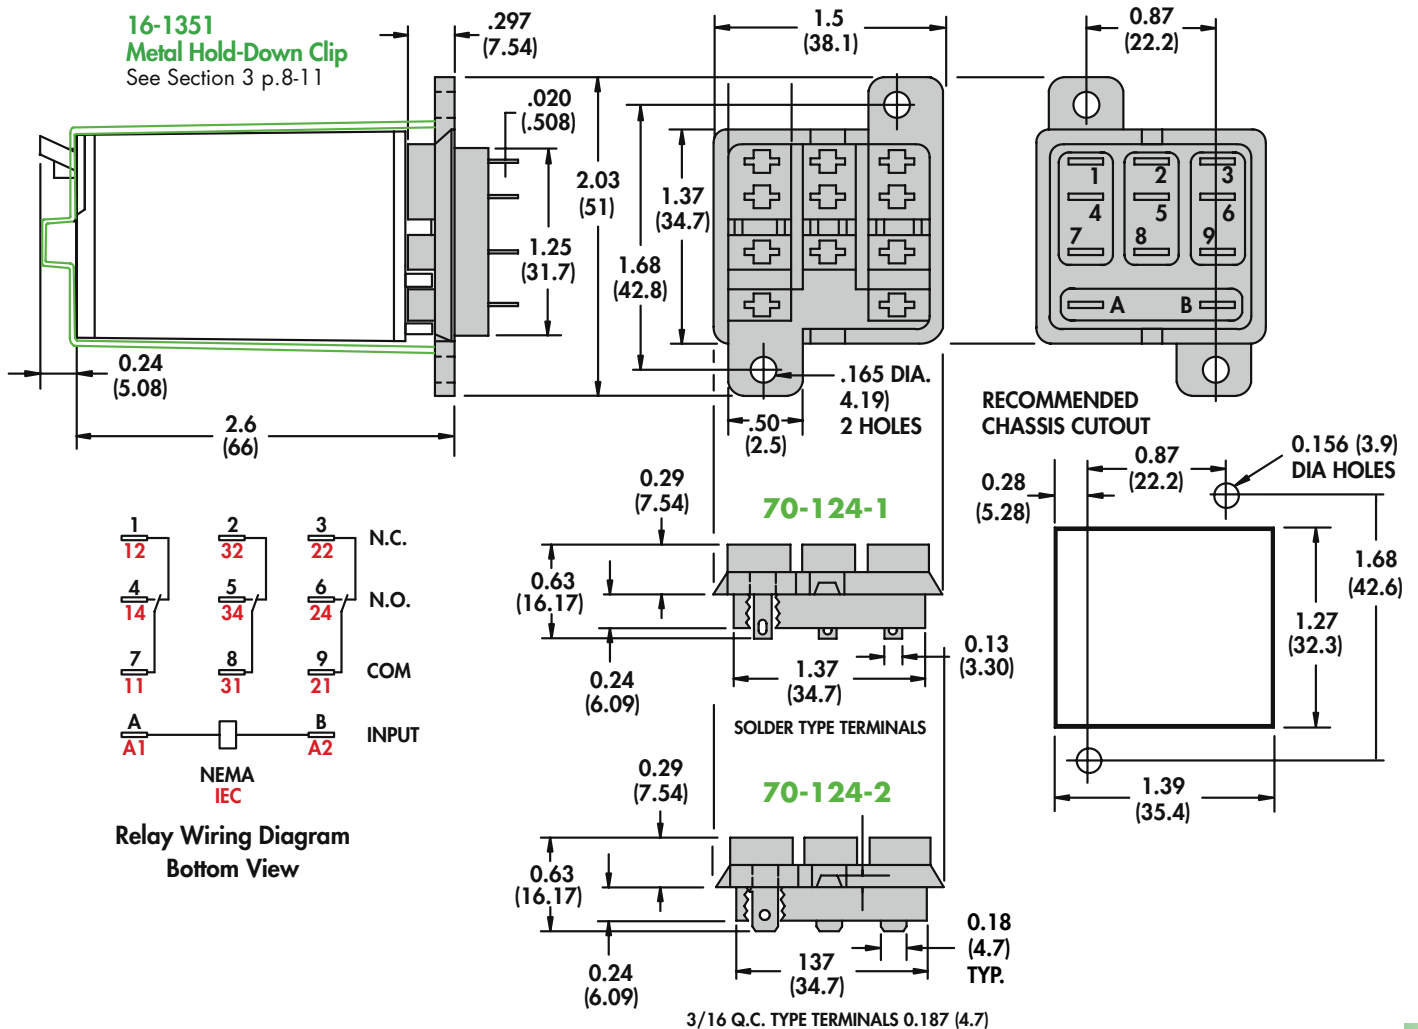 16-1351
Metal Hold-Down Clip
See Section 3 p.8-11
.297
(7.54)
.020
(.508)
1.25
(31.7)
2.03
(51)
0.24
(5.08)
2.6
(66)
1.5
(38.1)
1.37
(34.7)
1.68
(42.8)
.165 DIA.
4.19)
2 HOLES
.50
(2.5)
0.87
(22.2)
1 2 3
4 5 6
7 8 9
A B
RECOMMENDED
CHASSIS CUTOUT
0.87
(22.2)
0.156 (3.9)
DIA HOLES
0.28
(5.28)
1.68
(42.6)
1.27
(32.3)
1.39
(35.4)
1 2 3 N.C.
12 32 22
4 5 6 N.O.
14 34 24
7 8 9 COM
11 31 21
A B INPUT
A1 A2
NEMA
IEC
Relay Wiring Diagram
Bottom View
70-124-1
0.29
(7.54)
0.63
(16.17)
0.24
(6.09)
1.37
(34.7)
0.13
(3.30)
SOLDER TYPE TERMINALS
70-124-2
0.29
(7.54)
0.63
(16.17)
0.24
(6.09)
137
(34.7)
0.18
(4.7)
TYP.
3/16 Q.C. TYPE TERMINALS 0.187 (4.7)